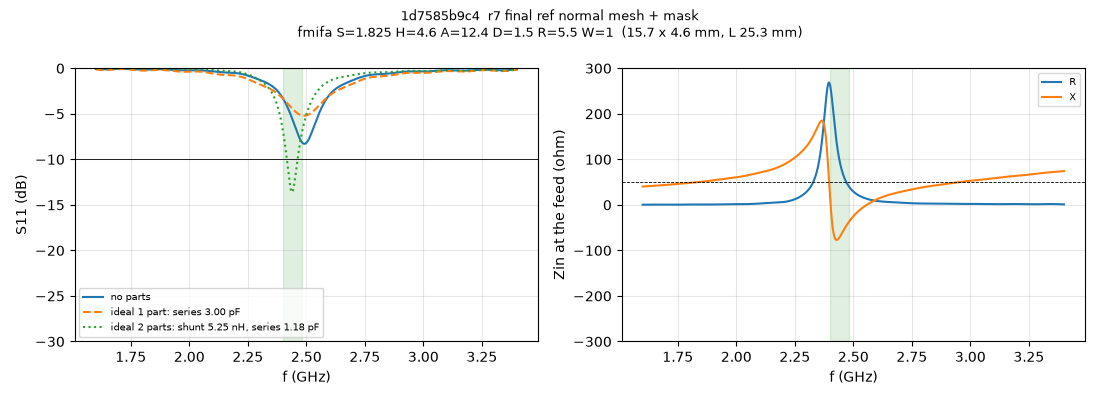 1d7585b9c4  r7 final ref normal mesh + mask
fmifa S=1.825 H=4.6 A=12.4 D=1.5 R=5.5 W=1  (15.7 x 4.6 mm, L 25.3 mm)
0
−5
−10
−15
−20
−25
−30
S11 (dB)
no parts
ideal 1 part: series 3.00 pF
ideal 2 parts: shunt 5.25 nH, series 1.18 pF
1.75 2.00 2.25 2.50 2.75 3.00 3.25
f (GHz)
300
200
100
0
−100
−200
−300
Zin at the feed (ohm)
R
X
1.75 2.00 2.25 2.50 2.75 3.00 3.25
f (GHz)